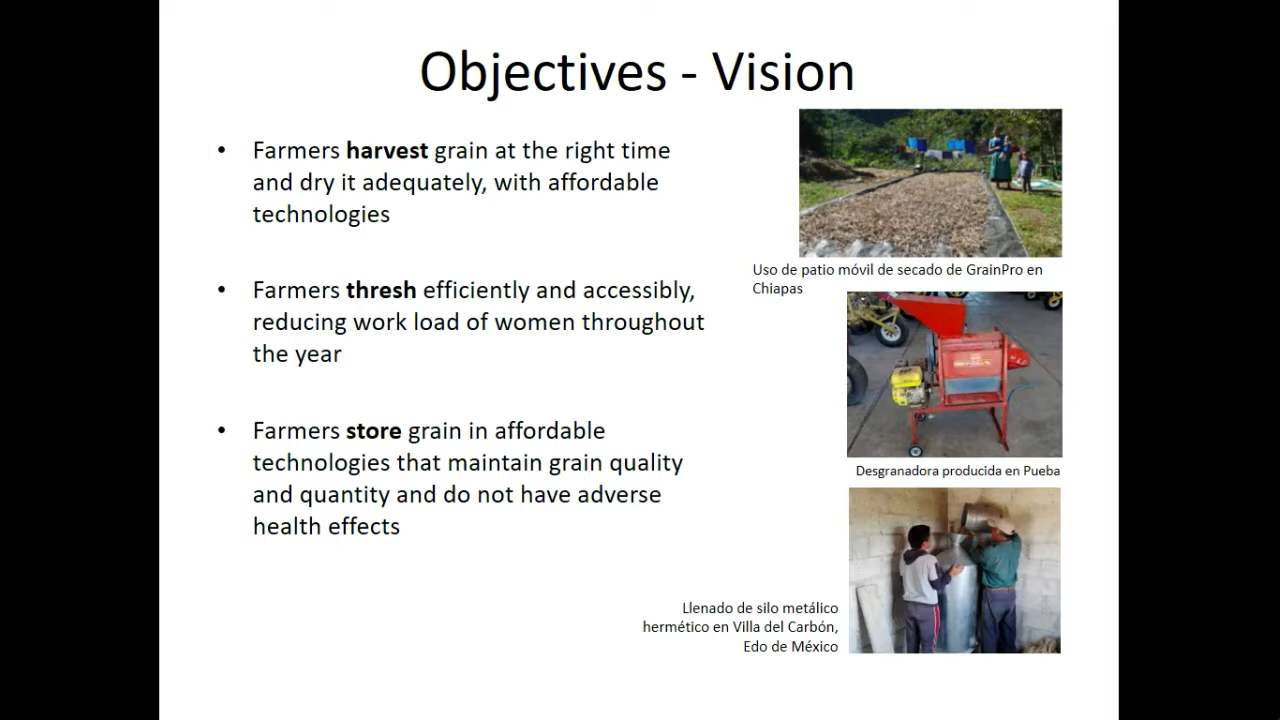 Objectives - Vision
• Farmers harvest grain at the right time
and dry it adequately, with affordable
technologies
• Farmers thresh efficiently and accessibly,
reducing work load of women throughout
the year
• Farmers store grain in affordable
technologies that maintain grain quality
and quantity and do not have adverse
health effects
Uso de patio móvil de secado de GrainPro en
Chiapas
Desgranadora producida en Pueba
Llenado de silo metálico
hermético en Villa del Carbón,
Edo de México